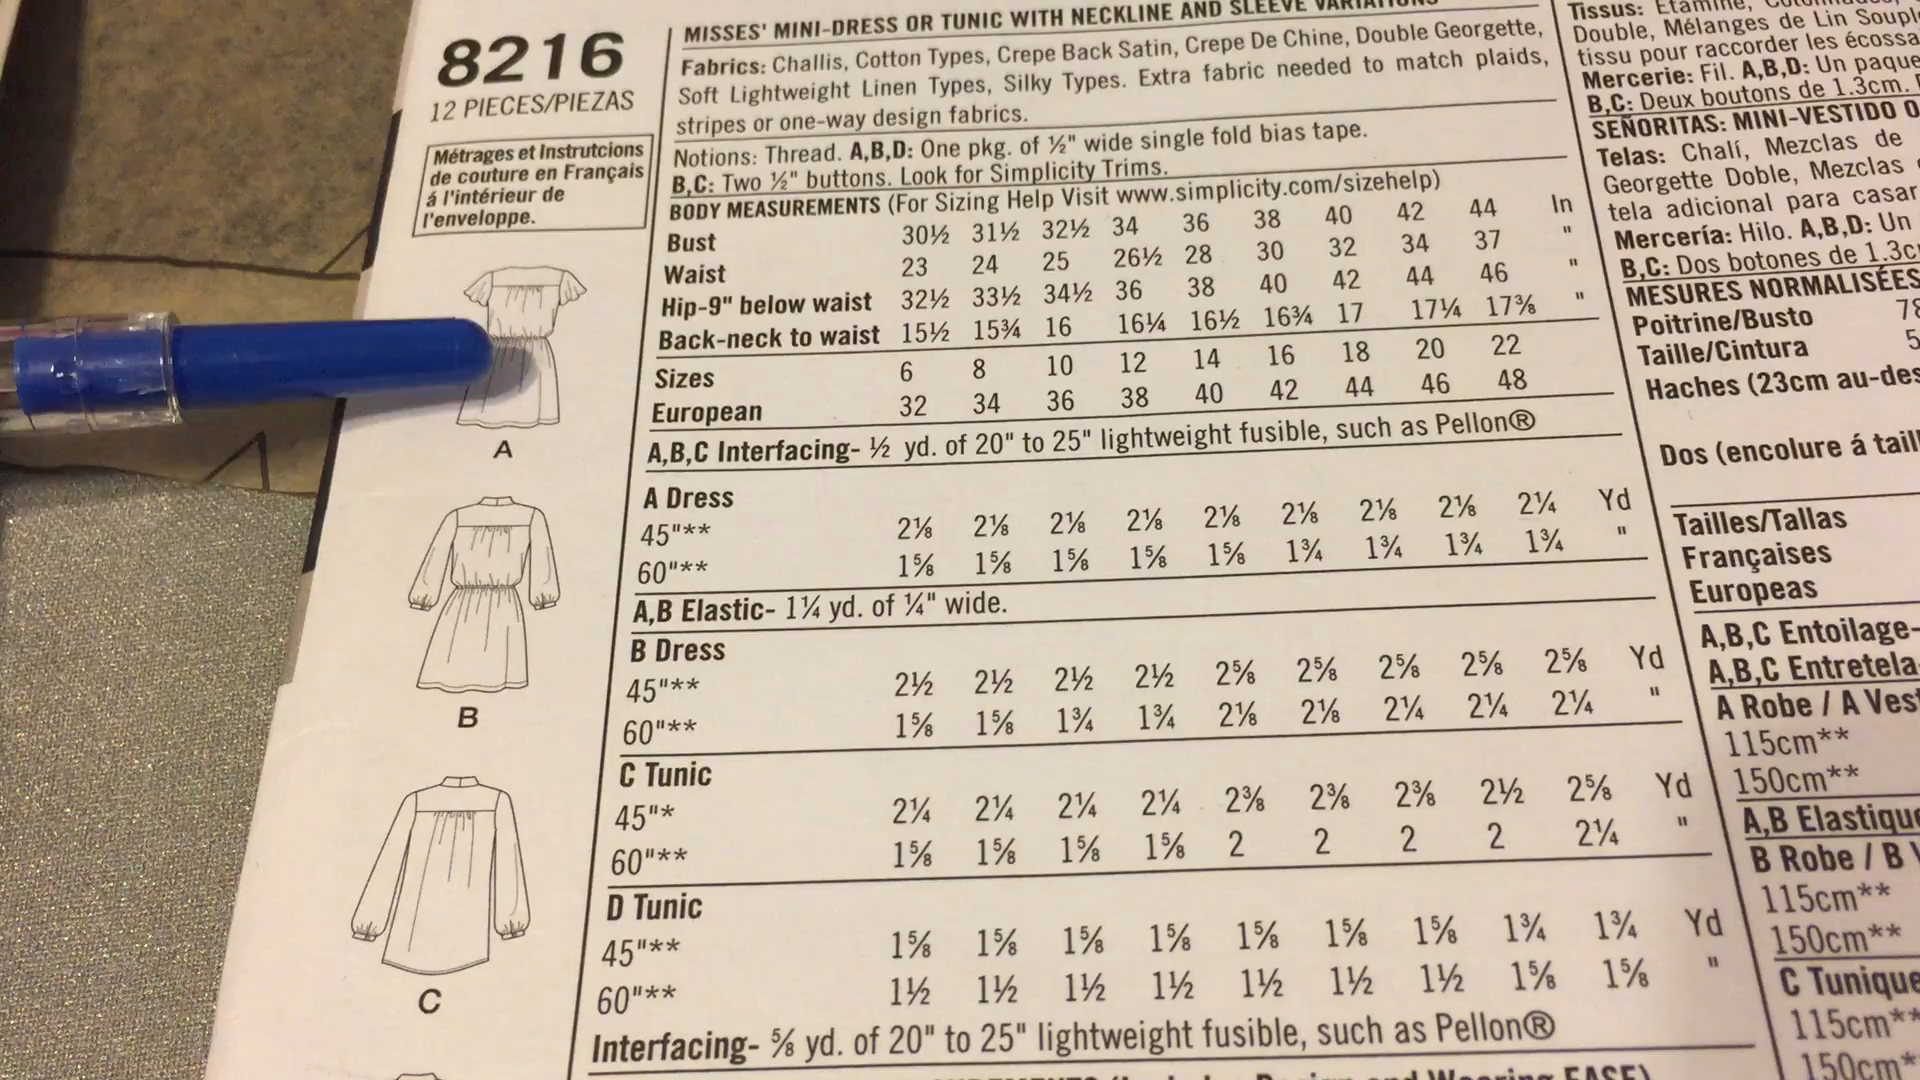 8216
12 PIECES/PIEZAS
Métrages et Instrutcions
de couture en Français
á l'intérieur de
l'enveloppe.
A
B
C
MISSES' MINI-DRESS OR TUNIC WITH NECKLINE AND SLEEVE VARIATIONS
Fabrics: Challis, Cotton Types, Crepe Back Satin, Crepe De Chine, Double Georgette,
Soft Lightweight Linen Types, Silky Types. Extra fabric needed to match plaids,
stripes or one-way design fabrics.
Notions: Thread. A,B,D: One pkg. of ½" wide single fold bias tape.
B,C: Two ½" buttons. Look for Simplicity Trims.
BODY MEASUREMENTS (For Sizing Help Visit www.simplicity.com/sizehelp)
Bust 30½ 31½ 32½ 34 36 38 40 42 44 In
Waist 23 24 25 26½ 28 30 32 34 37 "
Hip-9" below waist 32½ 33½ 34½ 36 38 40 42 44 46 "
Back-neck to waist 15½ 15¾ 16 16¼ 16½ 16¾ 17 17¼ 17⅜ "
Sizes 6 8 10 12 14 16 18 20 22
European 32 34 36 38 40 42 44 46 48
A,B,C Interfacing- ½ yd. of 20" to 25" lightweight fusible, such as Pellon®
A Dress
45"** 2⅛ 2⅛ 2⅛ 2⅛ 2⅛ 2⅛ 2⅛ 2⅛ 2¼ Yd
60"** 1⅝ 1⅝ 1⅝ 1⅝ 1⅝ 1¾ 1¾ 1¾ 1¾ "
A,B Elastic- 1¼ yd. of ¼" wide.
B Dress
45"** 2½ 2½ 2½ 2½ 2⅝ 2⅝ 2⅝ 2⅝ 2⅝ Yd
60"** 1⅝ 1⅝ 1¾ 1¾ 2⅛ 2⅛ 2¼ 2¼ 2¼ "
C Tunic
45"* 2¼ 2¼ 2¼ 2¼ 2⅜ 2⅜ 2⅜ 2½ 2⅝ Yd
60"** 1⅝ 1⅝ 1⅝ 1⅝ 2 2 2 2 2¼ "
D Tunic
45"** 1⅝ 1⅝ 1⅝ 1⅝ 1⅝ 1⅝ 1⅝ 1¾ 1¾ Yd
60"** 1½ 1½ 1½ 1½ 1½ 1½ 1½ 1⅝ 1⅝ "
Interfacing- ⅝ yd. of 20" to 25" lightweight fusible, such as Pellon®
Tissus: Etamine,
Double, Mélanges de Lin
tissu pour raccorder les
Mercerie: Fil. A,B,D: Un
B,C: Deux boutons de 1.3cm.
SEÑORITAS: MINI-VESTIDO O
Telas: Chalí, Mezclas de
Georgette Doble, Mezclas
tela adicional para casar
Mercería: Hilo. A,B,D: Un
B,C: Dos botones de
MESURES NORMALISÉES
Poitrine/Busto
Taille/Cintura
Haches (23cm
Dos (encolure á
Tailles/Tallas
Françaises
Europeas
A,B,C Entoilage-
A,B,C Entretela
A Robe / A
115cm**
150cm**
A,B
B Robe / B
115cm**
150cm**
C Tunique
115cm**